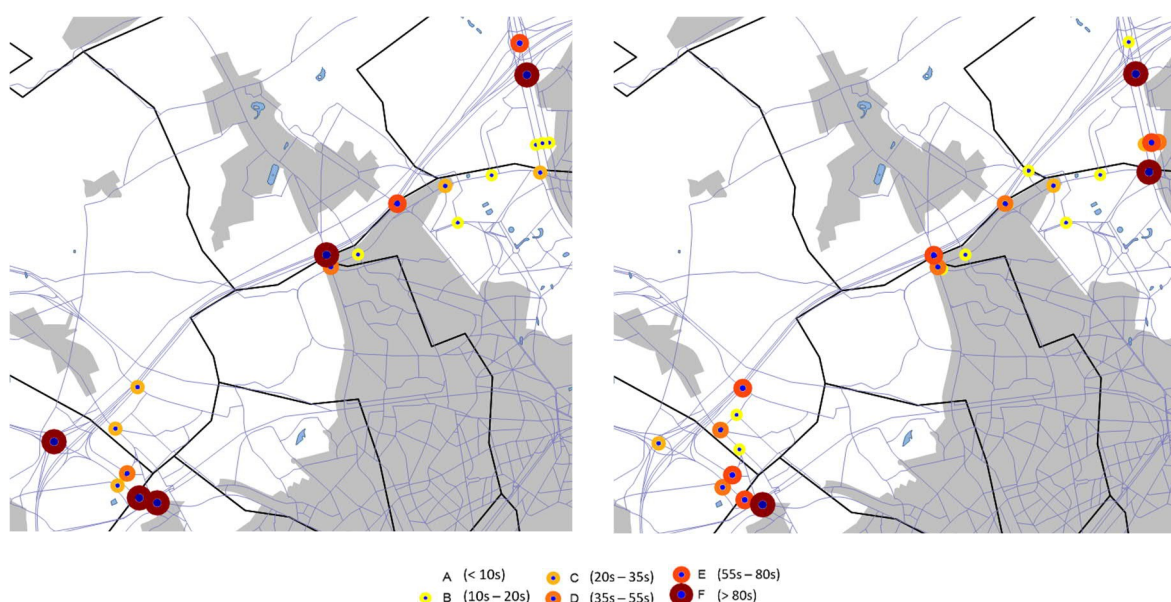 A (< 10s) C (20s – 35s) E (55s – 80s)
B (10s – 20s) D (35s – 55s) F (> 80s)